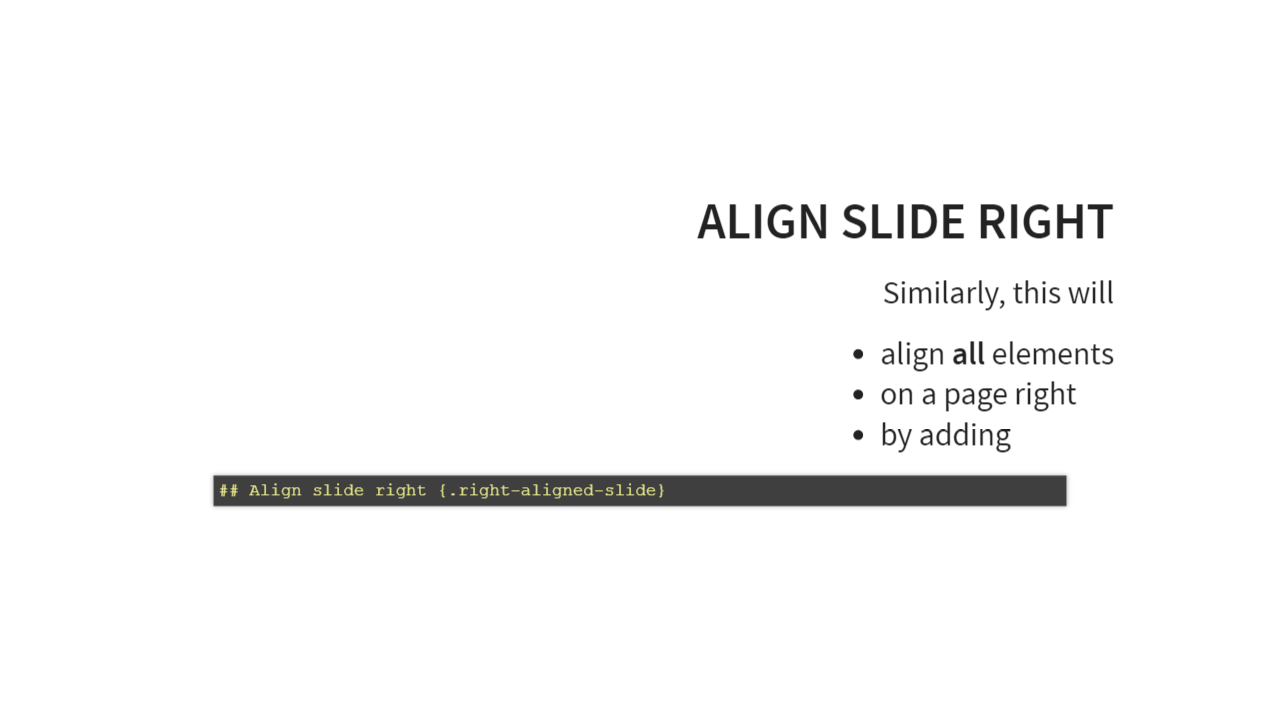 ALIGN SLIDE RIGHT
Similarly, this will
• align all elements
• on a page right
• by adding
## Align slide right {.right-aligned-slide}